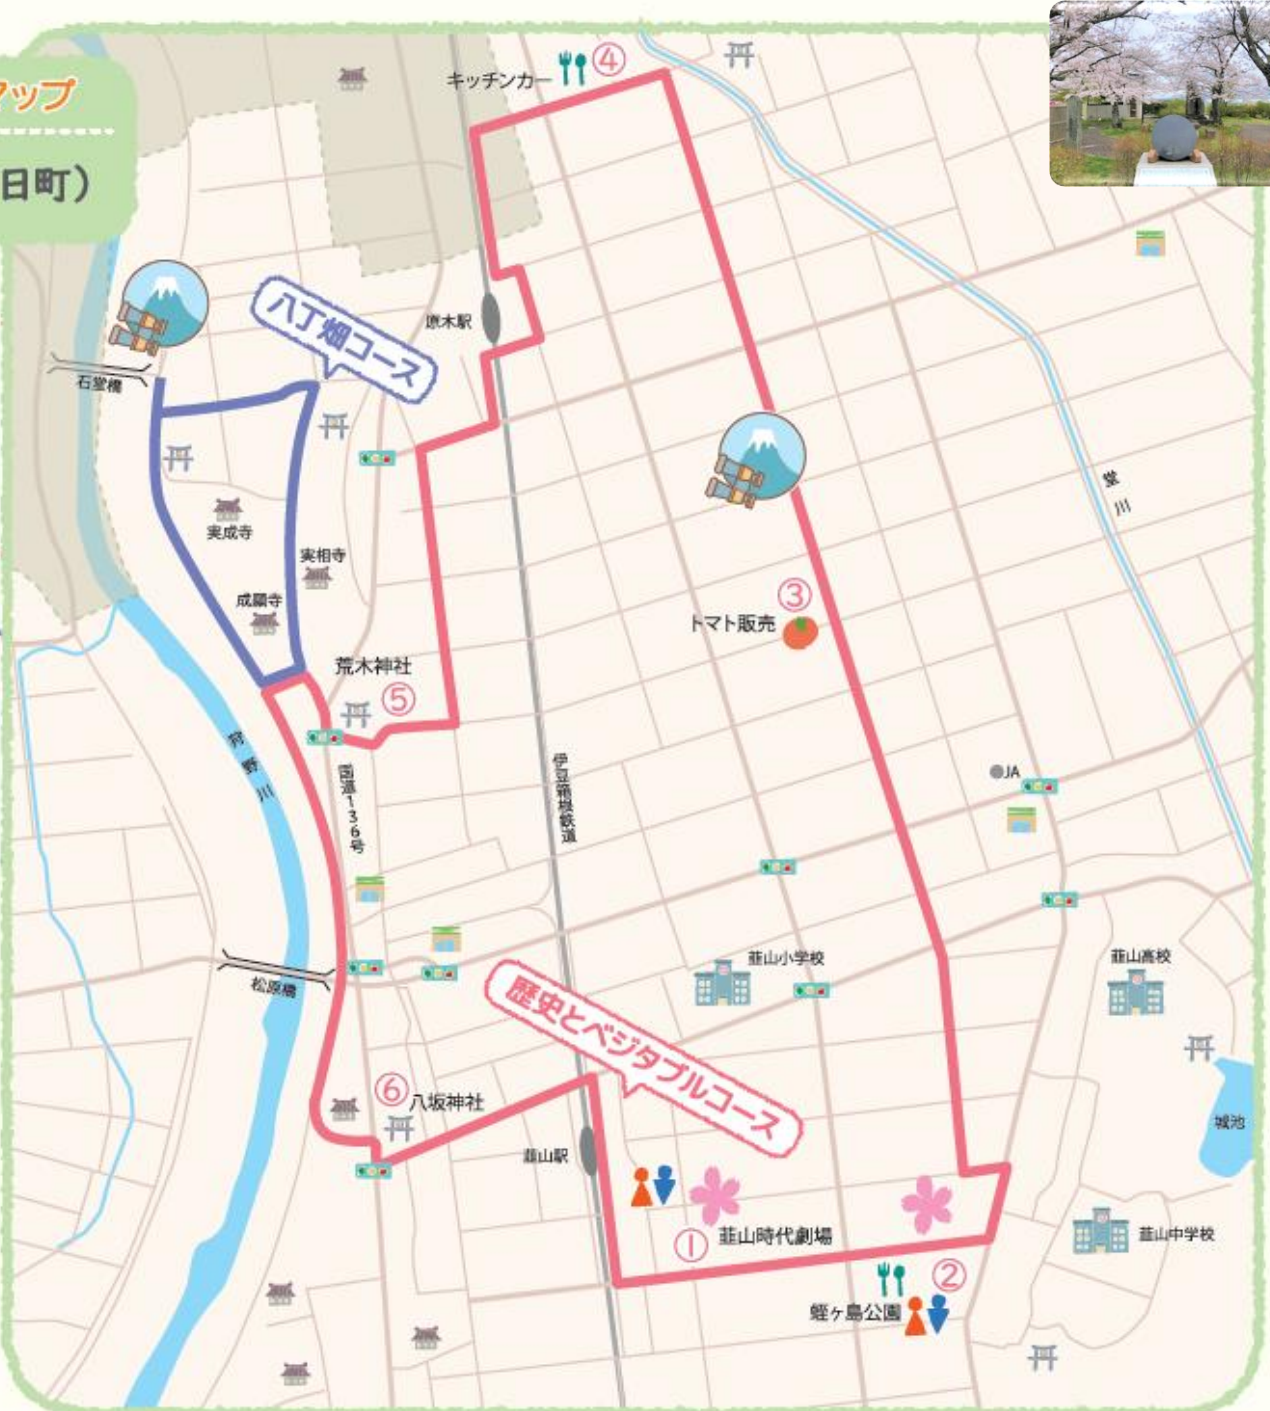 マップ
日町）
キッチンカー
④
八丁畑コース
原木駅
石堂橋
堂川
実成寺
実相寺
成願寺
③
トマト販売
荒木神社
⑤
狩野川
国道136号
伊豆箱根鉄道
JA
松原橋
韮山小学校
韮山高校
歴史とベジタブルコース
⑥
八坂神社
韮山駅
城池
①
韮山時代劇場
韮山中学校
②
蛭ヶ島公園